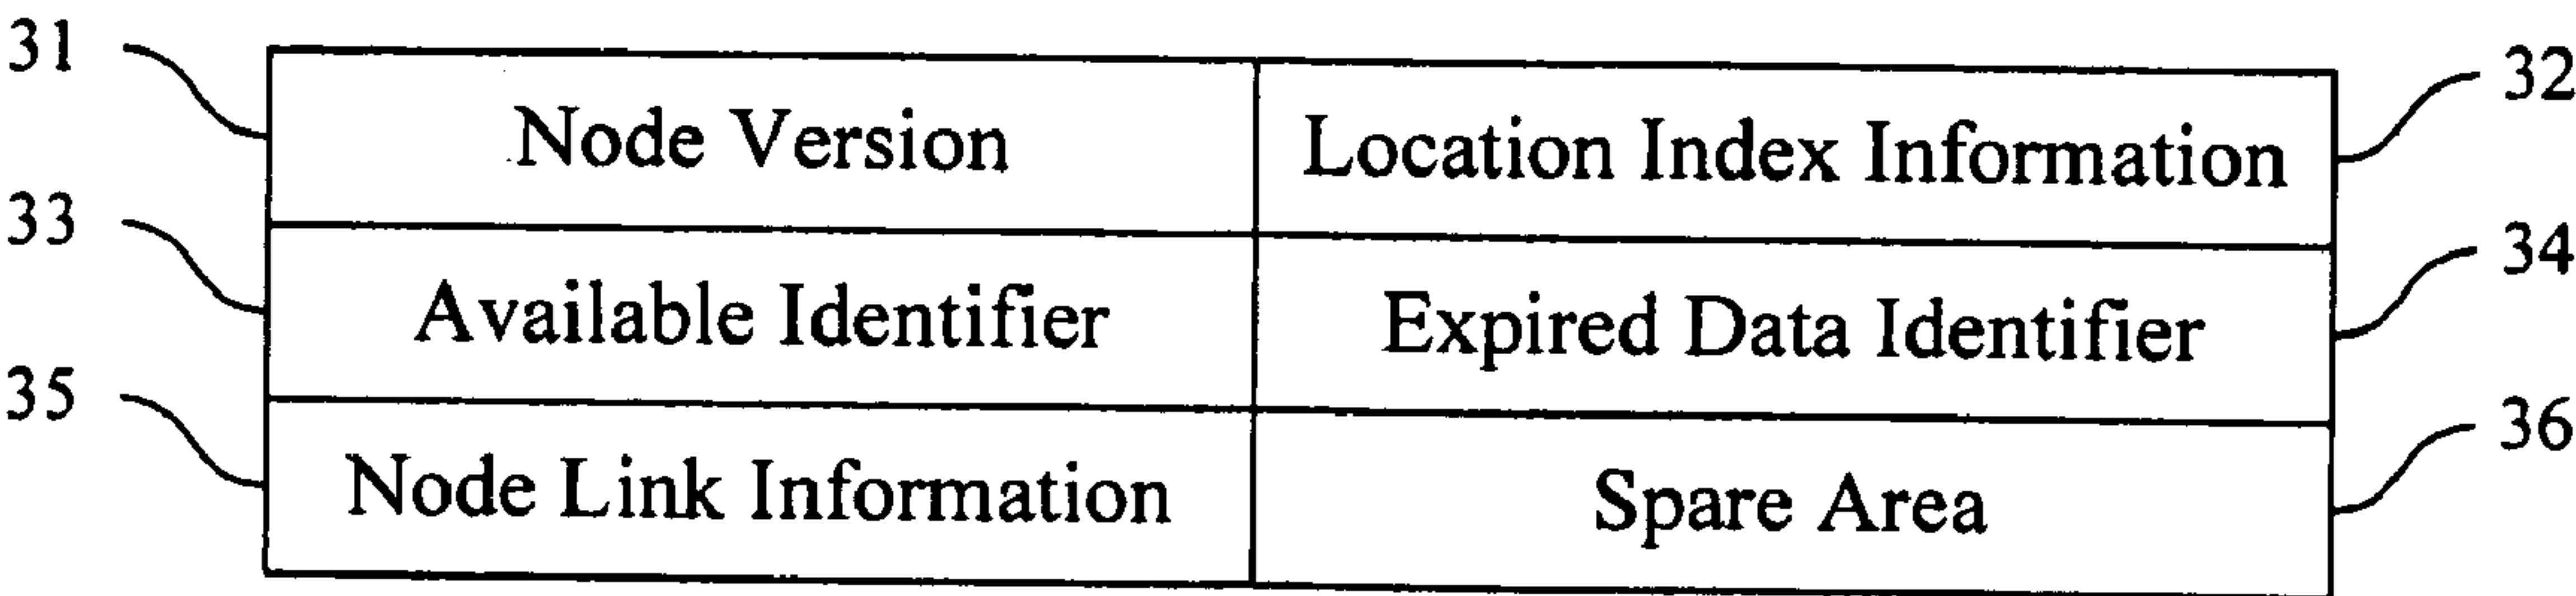 31 Node Version Location Index Information 32
33 Available Identifier Expired Data Identifier 34
35 Node Link Information Spare Area 36